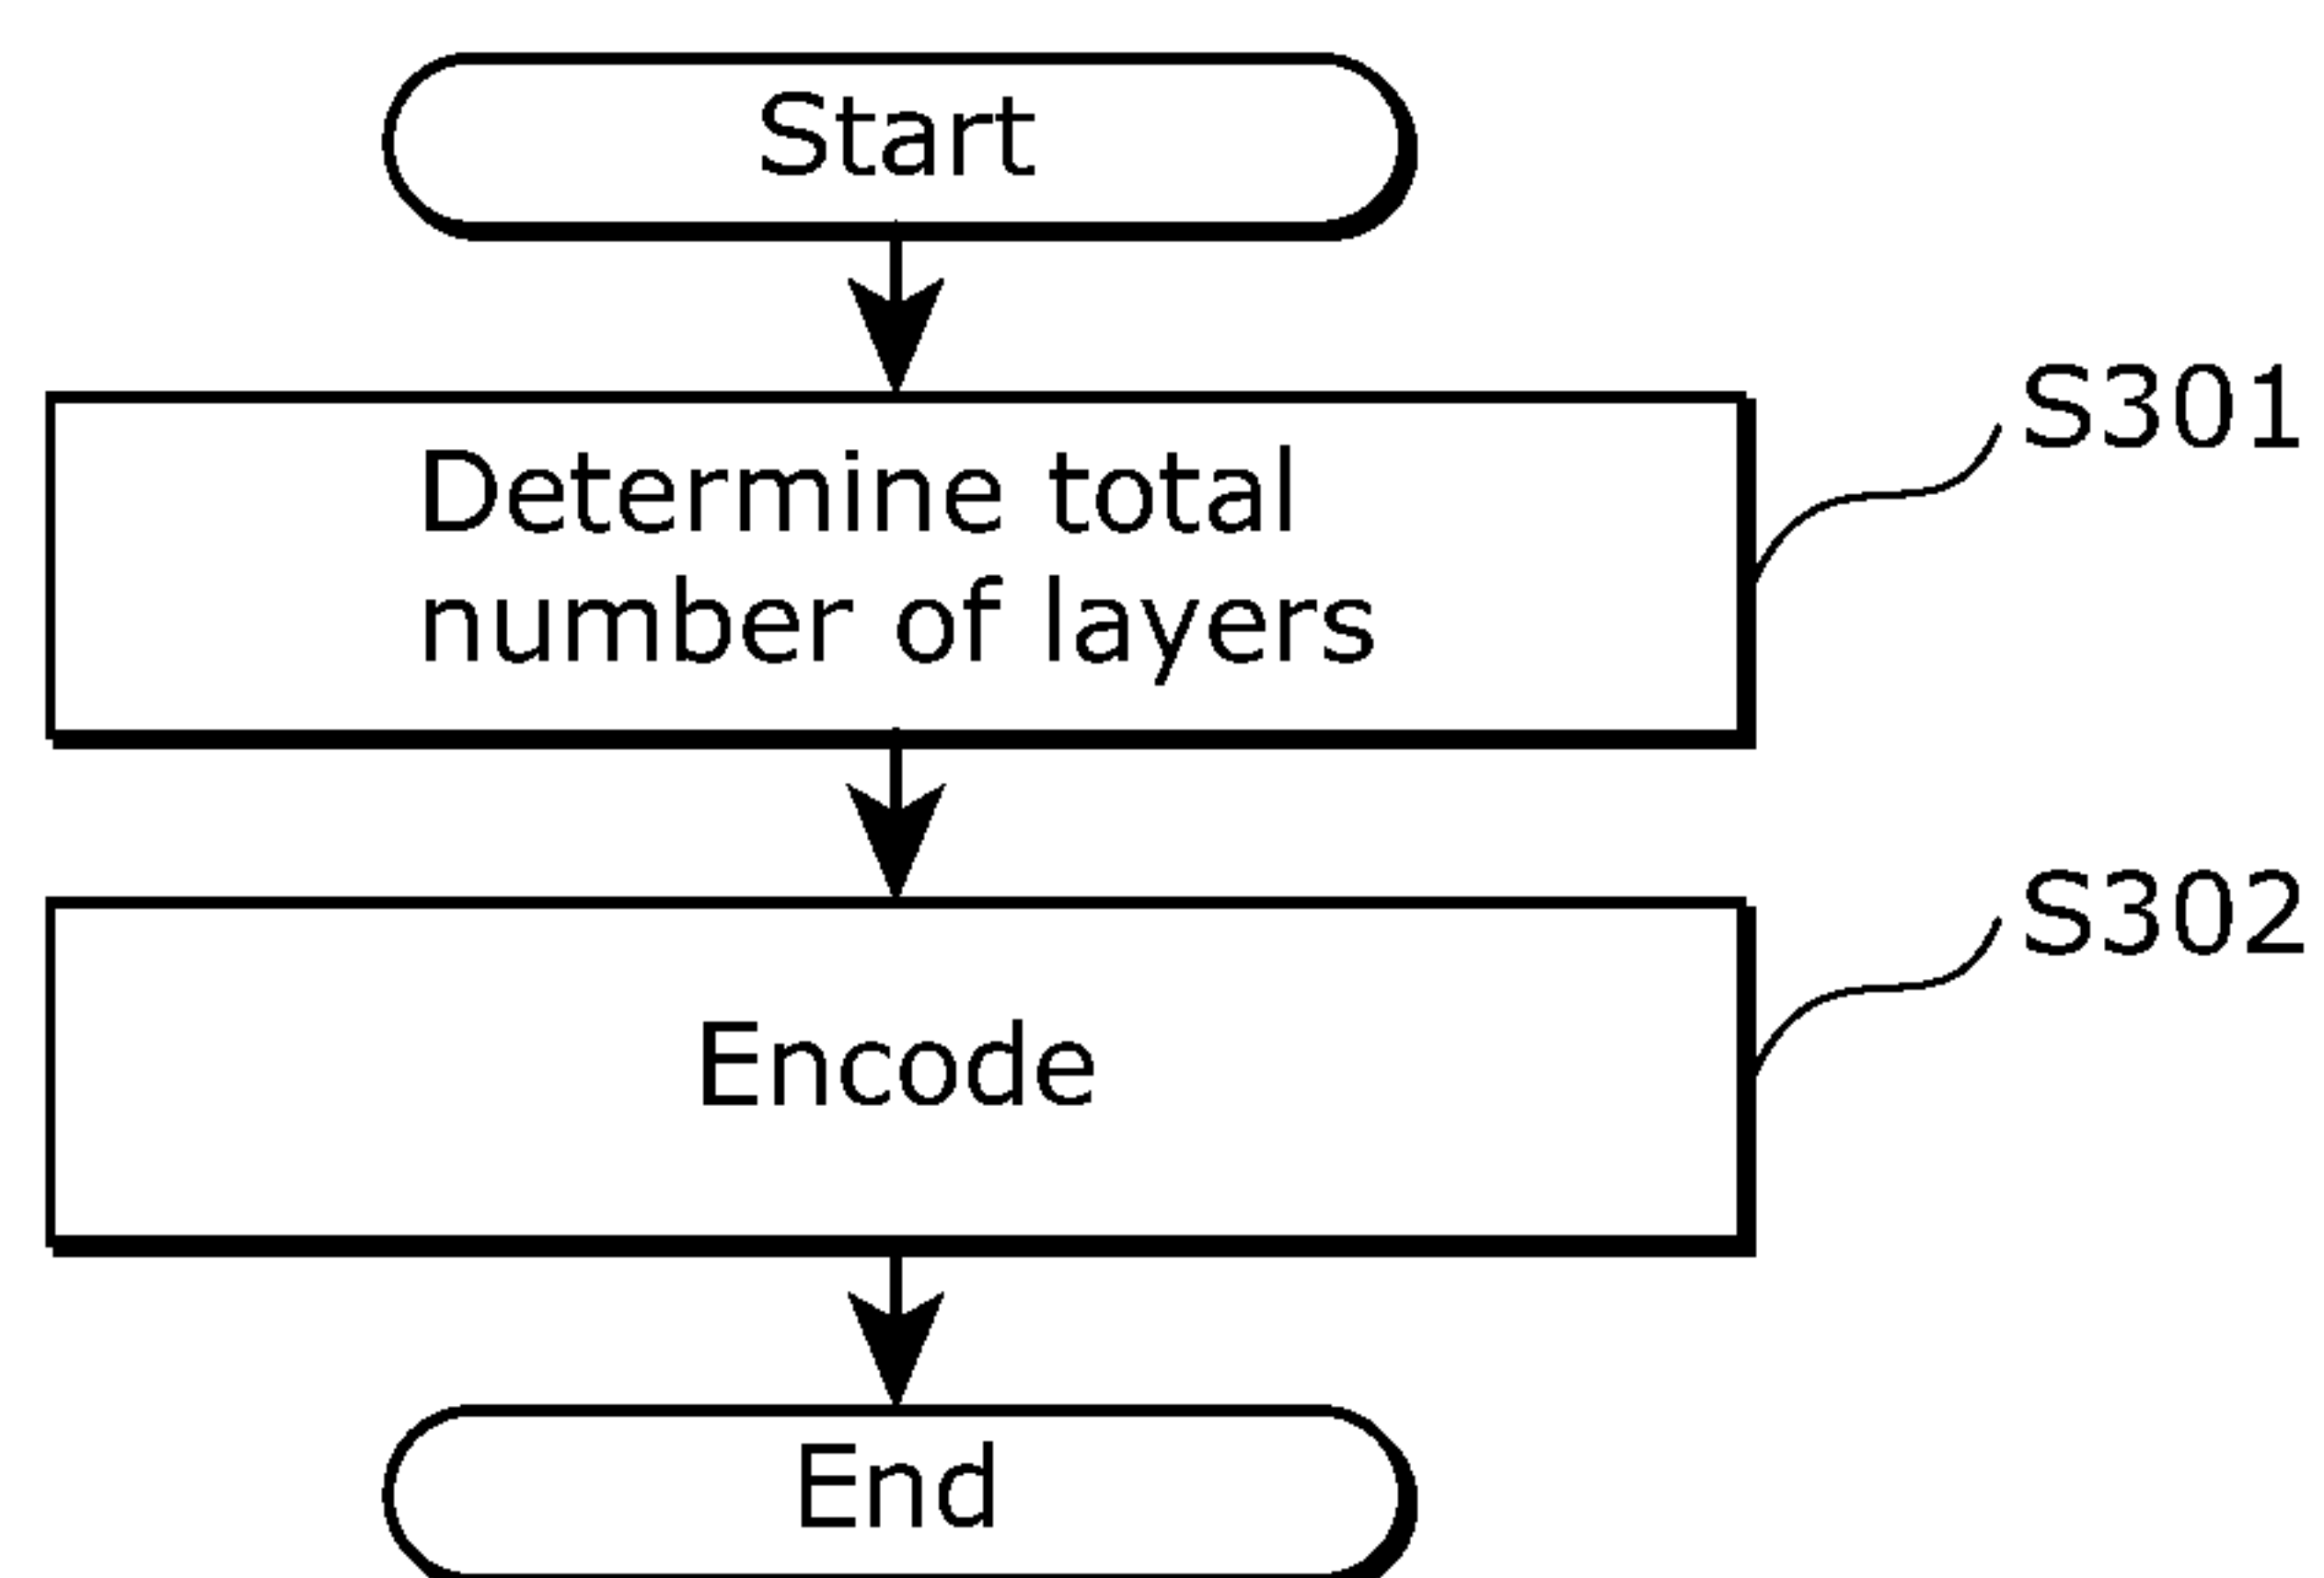 Start
S301
Determine total
number of layers
S302
Encode
End